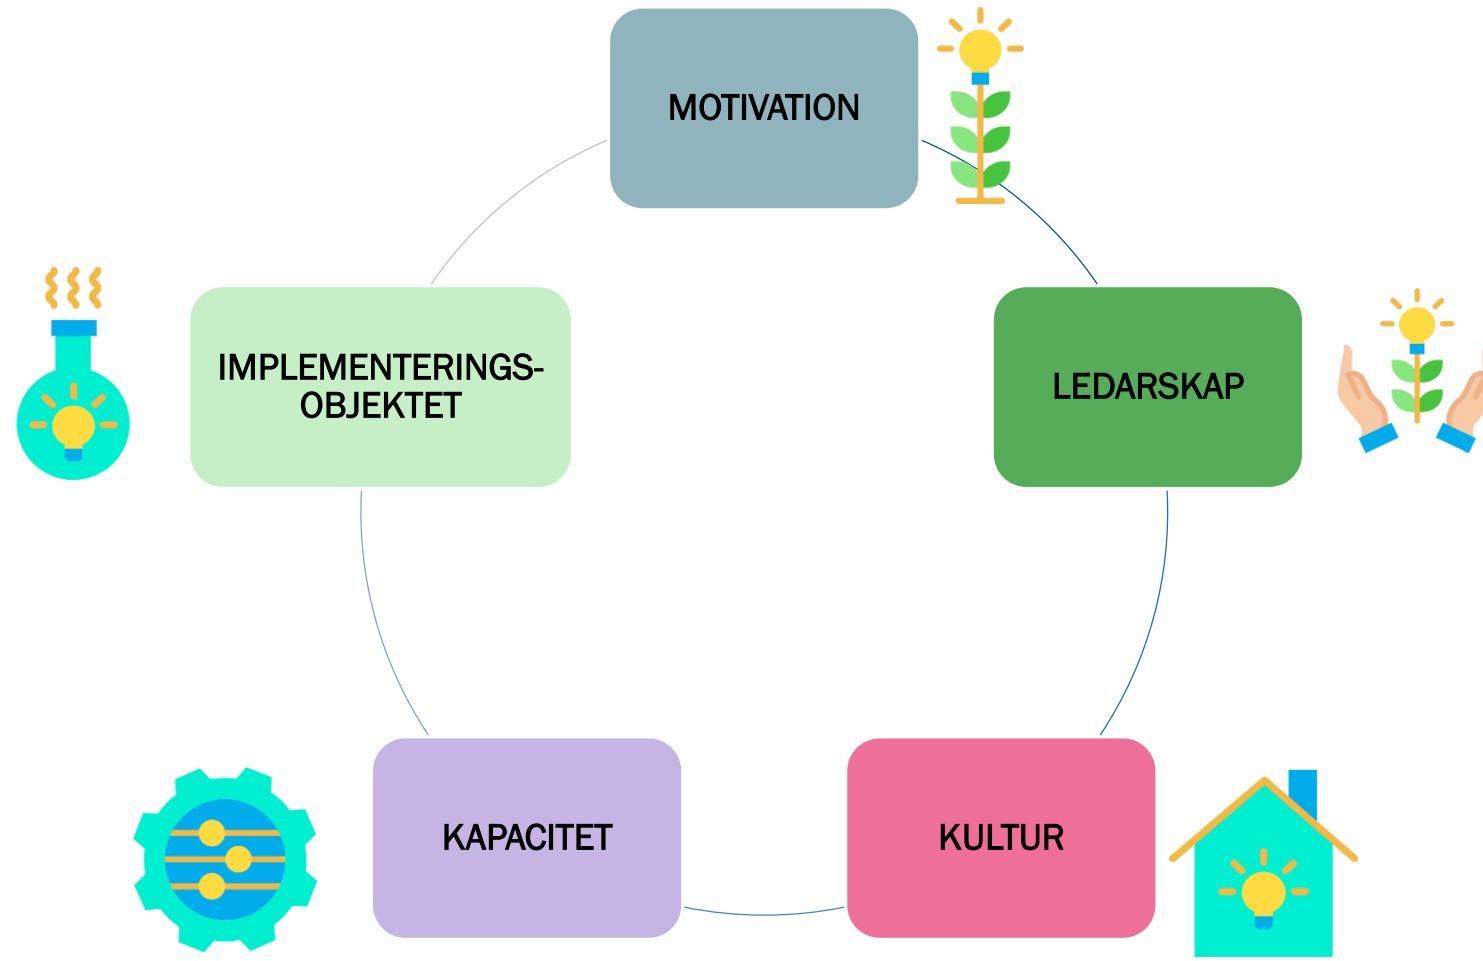 MOTIVATION
IMPLEMENTERINGS-
OBJEKTET
LEDARSKAP
KAPACITET
KULTUR